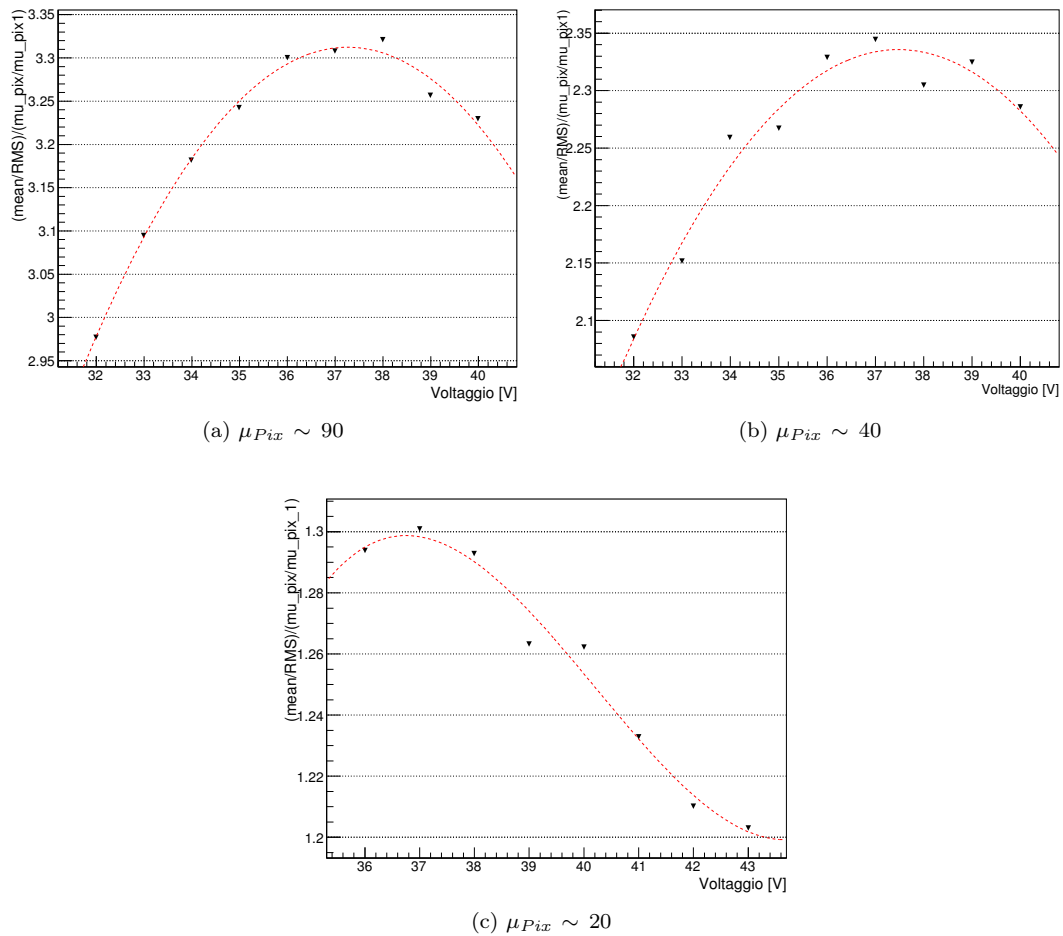 (mean/RMS)/(mu_pix/mu_pix1)
3.35
3.3
3.25
3.2
3.15
3.1
3.05
3
2.95
32 33 34 35 36 37 38 39 40
Voltaggio [V]
(a) μPix ∼ 90
(mean/RMS)/(mu_pix/mu_pix1)
2.35
2.3
2.25
2.2
2.15
2.1
32 33 34 35 36 37 38 39 40
Voltaggio [V]
(b) μPix ∼ 40
(mean/RMS)/(mu_pix/mu_pix_1)
1.3
1.28
1.26
1.24
1.22
1.2
36 37 38 39 40 41 42 43
Voltaggio [V]
(c) μPix ∼ 20